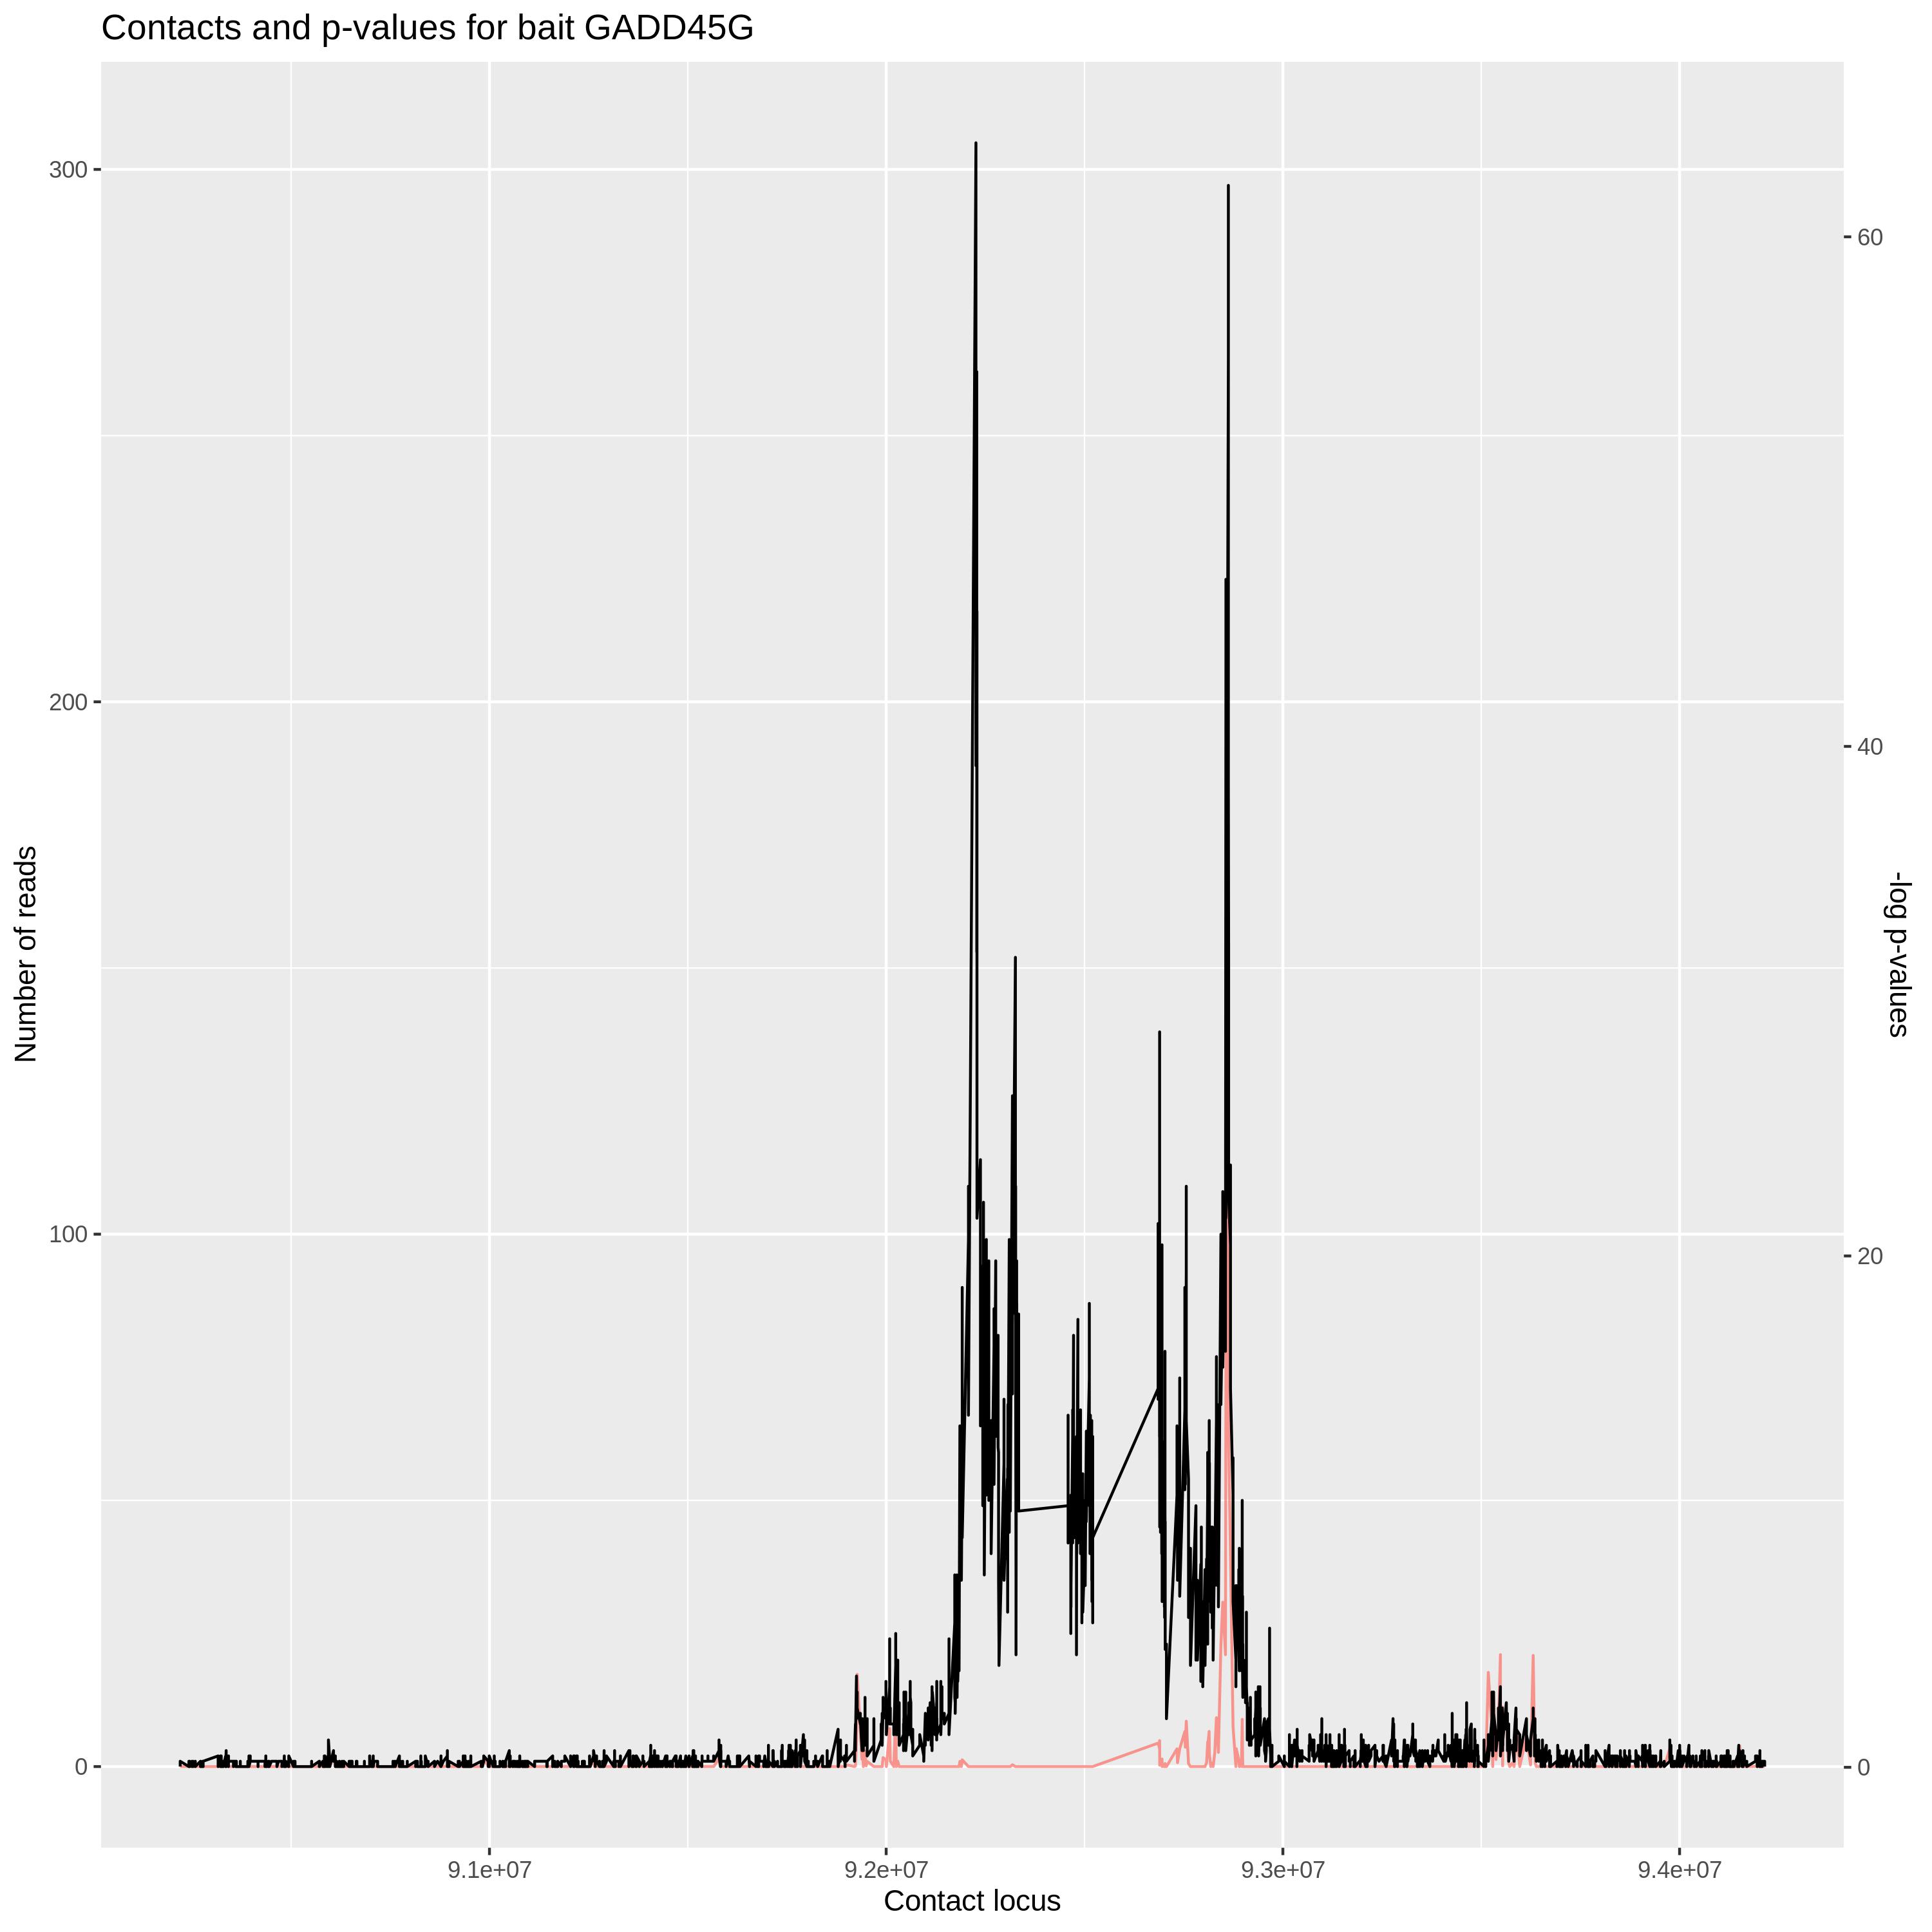 Contacts and p-values for bait GADD45G
300
200
100
0
Number of reads
60
40
20
0
-log p-values
9.1e+07
9.2e+07
9.3e+07
9.4e+07
Contact locus